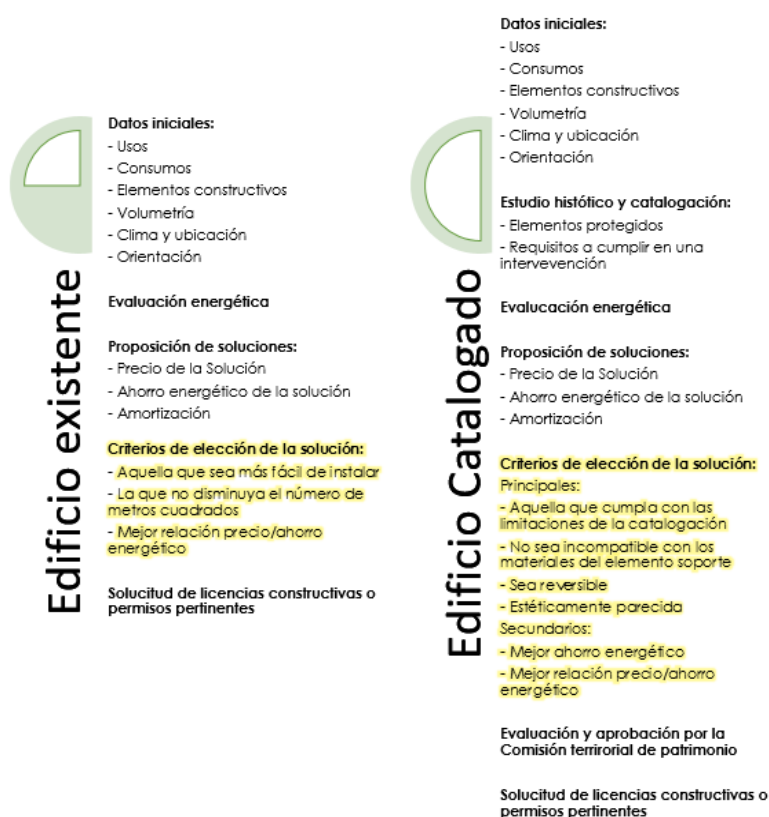 Edificio existente
Datos iniciales:
- Usos
- Consumos
- Elementos constructivos
- Volumetría
- Clima y ubicación
- Orientación
Evaluación energética
Proposición de soluciones:
- Precio de la Solución
- Ahorro energético de la solución
- Amortización
Criterios de elección de la solución:
- Aquella que sea más fácil de instalar
- La que no disminuya el número de
metros cuadrados
- Mejor relación precio/ahorro
energético
Solucitud de licencias constructivas o
permisos pertinentes
Edificio Catalogado
Datos iniciales:
- Usos
- Consumos
- Elementos constructivos
- Volumetría
- Clima y ubicación
- Orientación
Estudio histótico y catalogación:
- Elementos protegidos
- Requisitos a cumplir en una
intervevención
Evalucación energética
Proposición de soluciones:
- Precio de la Solución
- Ahorro energético de la solución
- Amortización
Criterios de elección de la solución:
Principales:
- Aquella que cumpla con las
limitaciones de la catalogación
- No sea incompatible con los
materiales del elemento soporte
- Sea reversible
- Estéticamente parecida
Secundarios:
- Mejor ahorro energético
- Mejor relación precio/ahorro
energético
Evaluación y aprobación por la
Comisión terrirorial de patrimonio
Solucitud de licencias constructivas o
permisos pertinentes